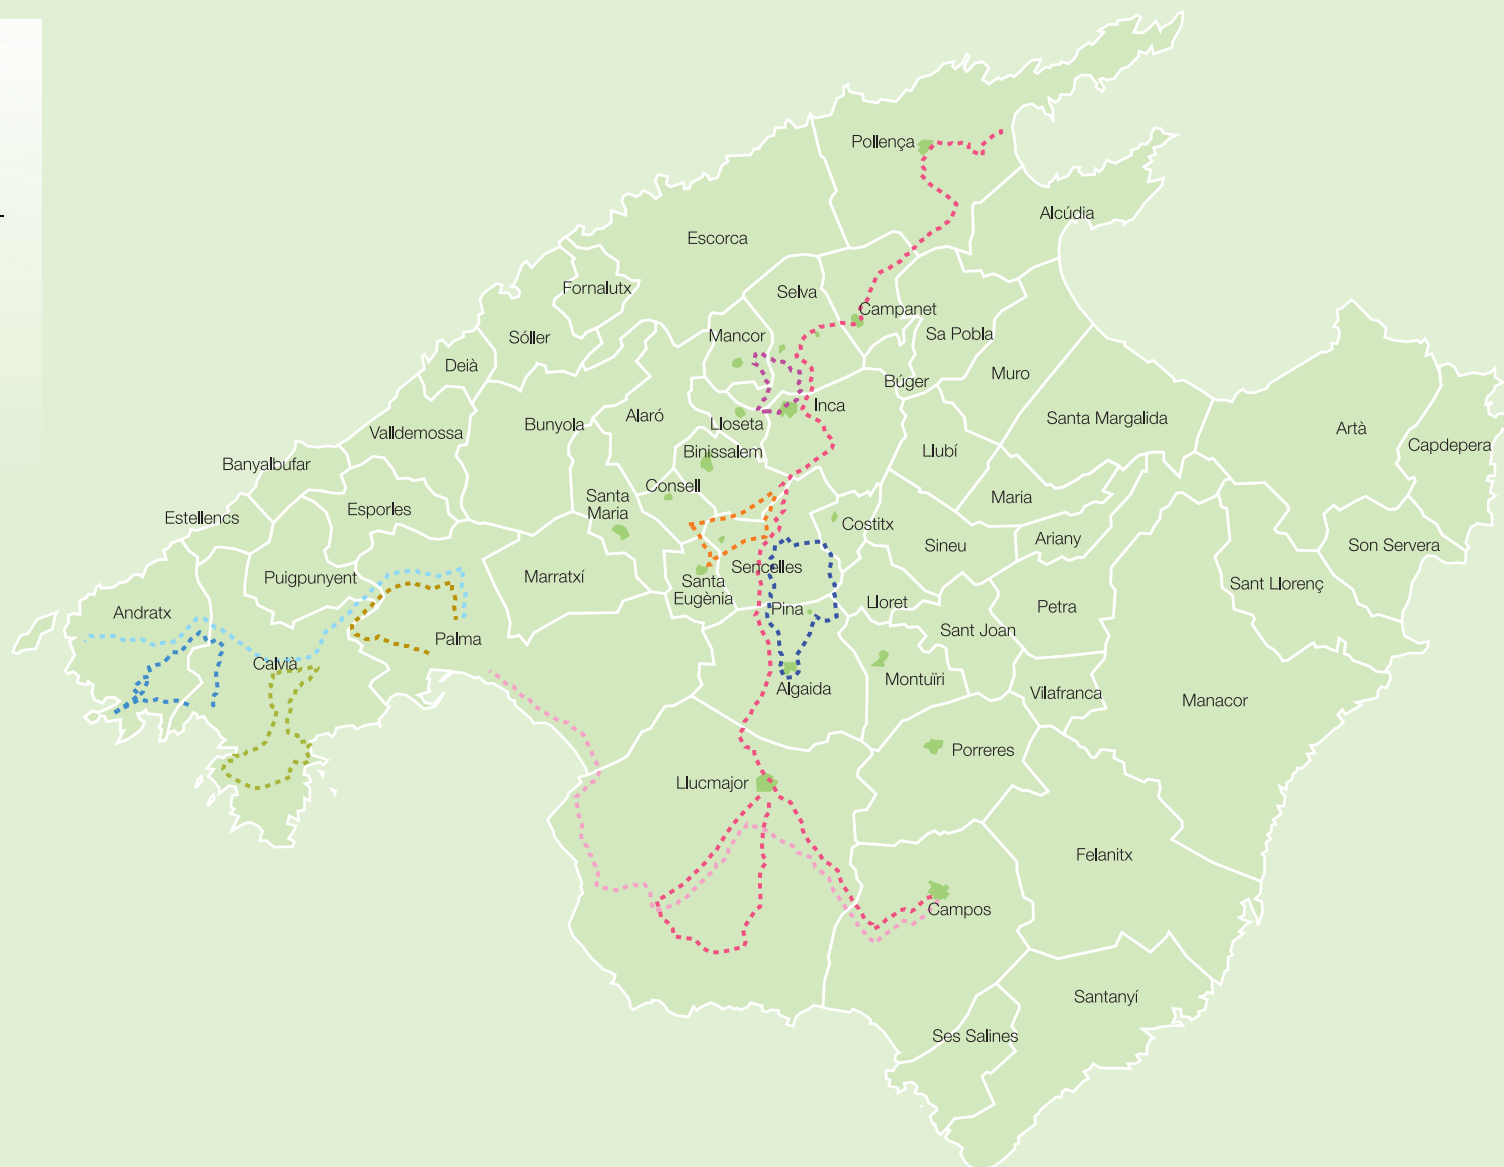 Pollença
Alcúdia
Escorca
Fornalutx
Selva
Campanet
Sóller
Mancor
Sa Pobla
Deià
Búger
Muro
Inca
Alaró
Bunyola
Lloseta
Santa Margalida
Artà
Valldemossa
Capdepera
Binissalem
Llubí
Banyalbufar
Consell
Santa
Maria
Maria
Esporles
Estellencs
Costitx
Ariany
Sineu
Son Servera
Sencelles
Puigpunyent
Marratxí
Santa
Eugènia
Sant Llorenç
Lloret
Petra
Pina
Andratx
Sant Joan
Palma
Calvià
Montuïri
Algaida
Vilafranca
Manacor
Porreres
Llucmajor
Felanitx
Campos
Santanyí
Ses Salines